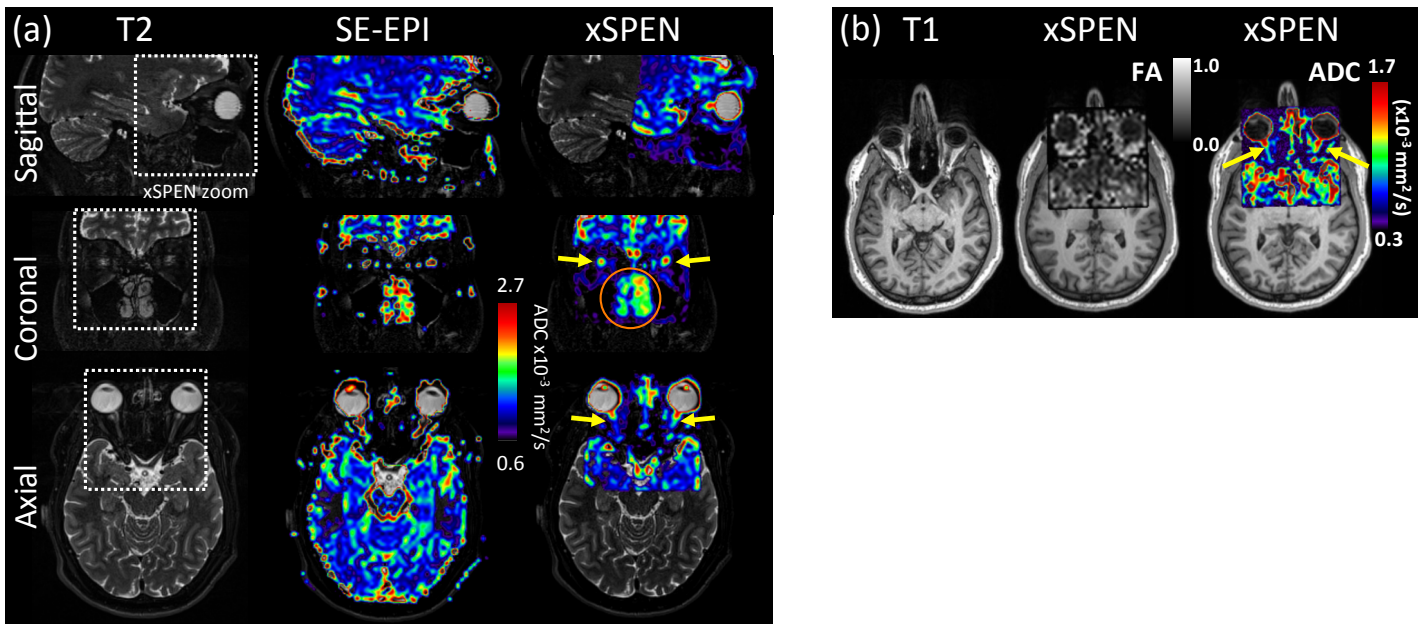 (a) T2 SE-EPI xSPEN
Sagittal
xSPEN zoom
Coronal
2.7
ADC x10-3 mm2/s
0.6
Axial
(b) T1 xSPEN xSPEN
FA
1.0
0.0
ADC
1.7
(x10-3 mm2/s)
0.3